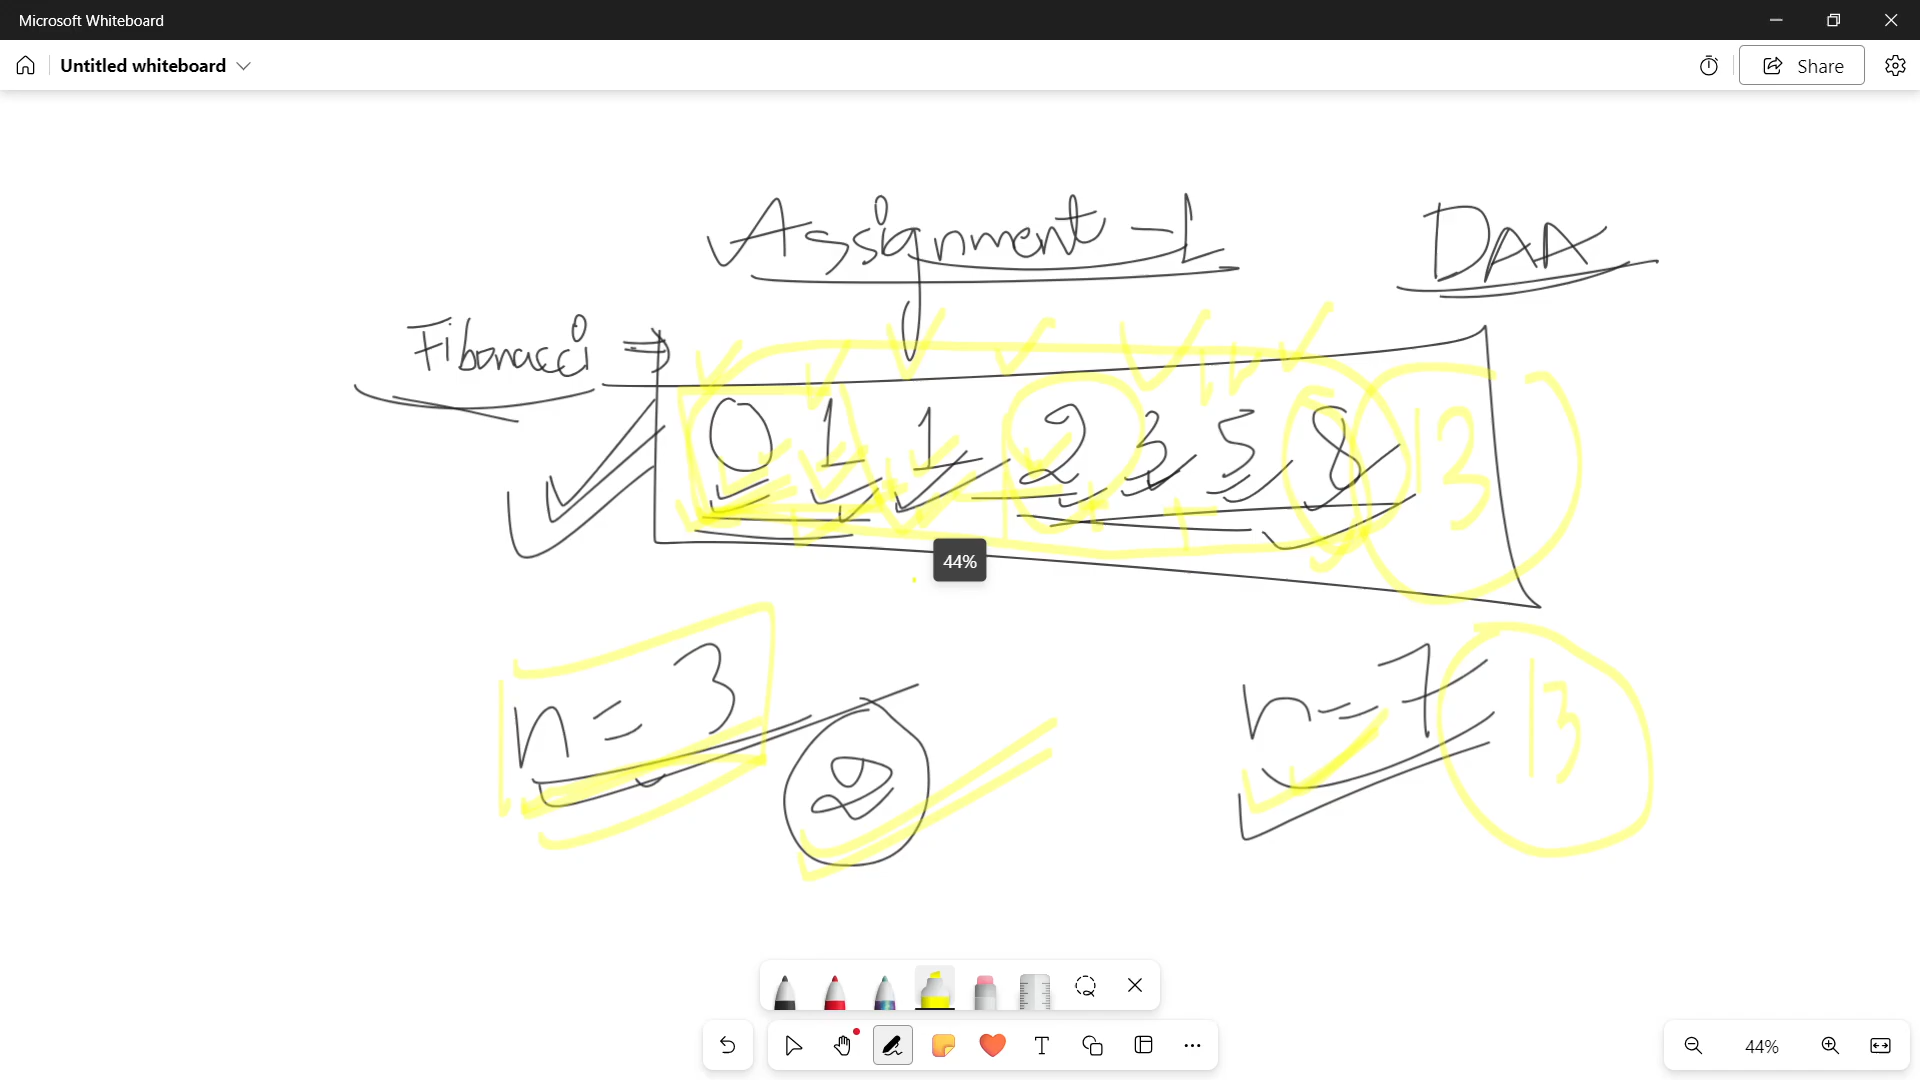 Microsoft Whiteboard
Untitled whiteboard
Share
Assignment -1
DAA
Fibonacci ⇒
0 1 1 2 3 5 8 13
44%
n = 3
2
n = 7
13
44%